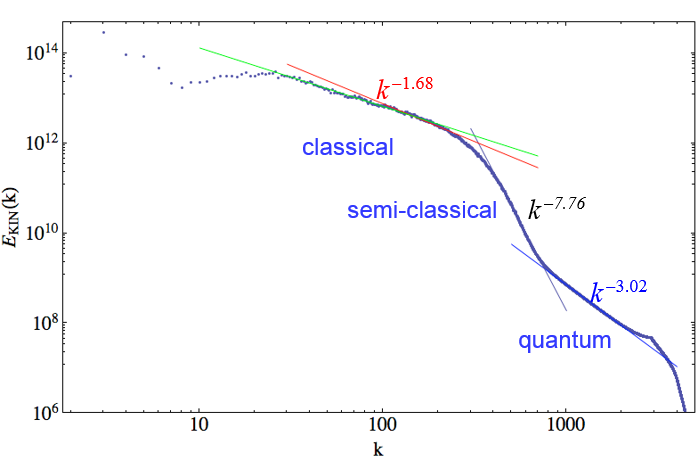 10^14
k^−1.68
10^12
classical
semi-classical
k^−7.76
E_KIN(k)
10^10
k^−3.02
10^8
quantum
10^6
10
100
1000
k